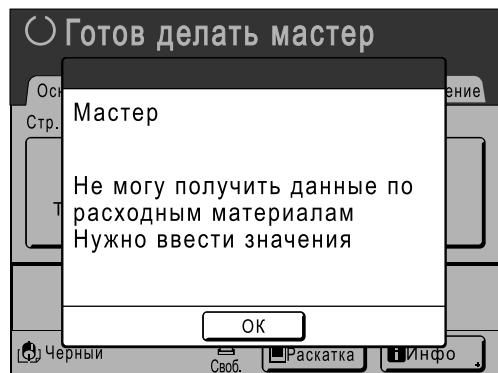 Готов делать мастер
Мастер
Стр.
Не могу получить данные по
расходным материалам
Нужно ввести значения
ОК
Черный
Своб.
Раскатка
Инфо